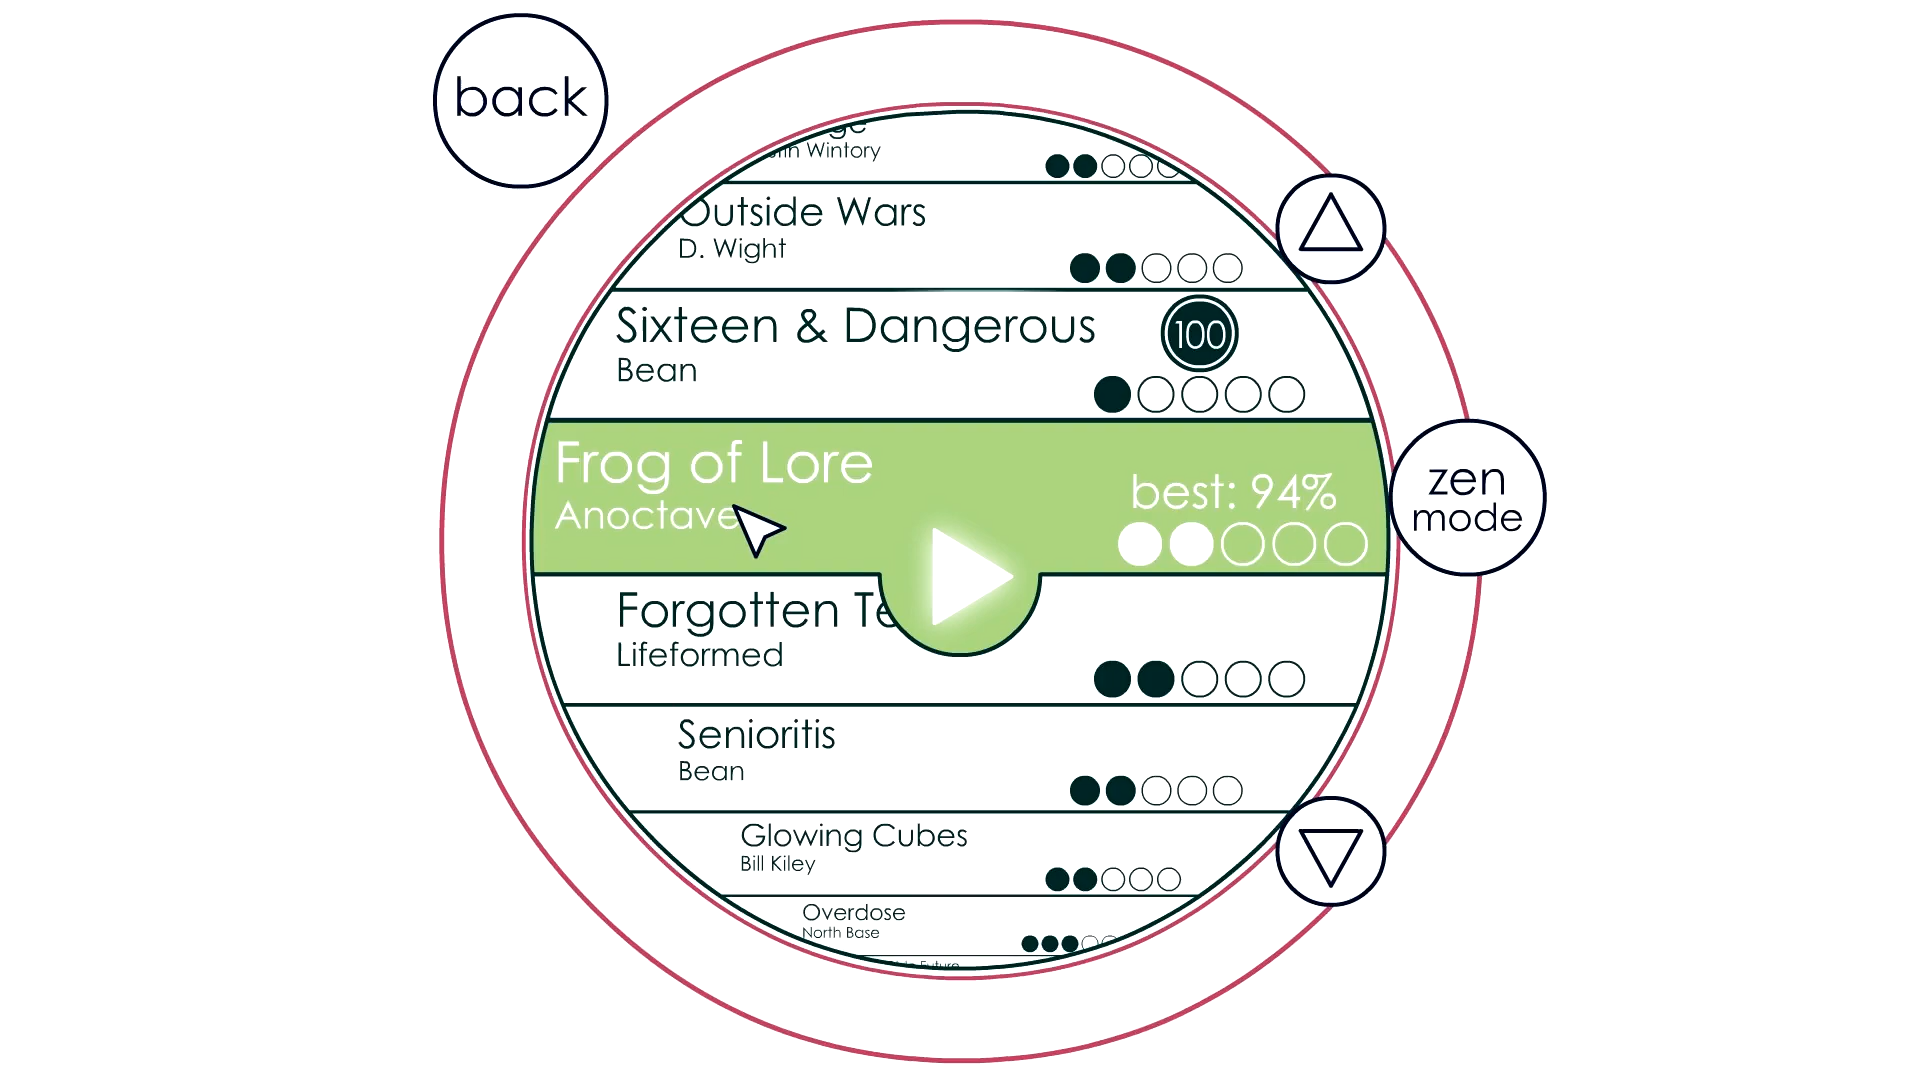 back
Wintory
Outside Wars
D. Wight
Sixteen & Dangerous
100
Bean
Frog of Lore
best: 94%
Anoctave
zen
mode
Forgotten
Lifeformed
Senioritis
Bean
Glowing Cubes
Bill Kiley
Overdose
North Base
Future